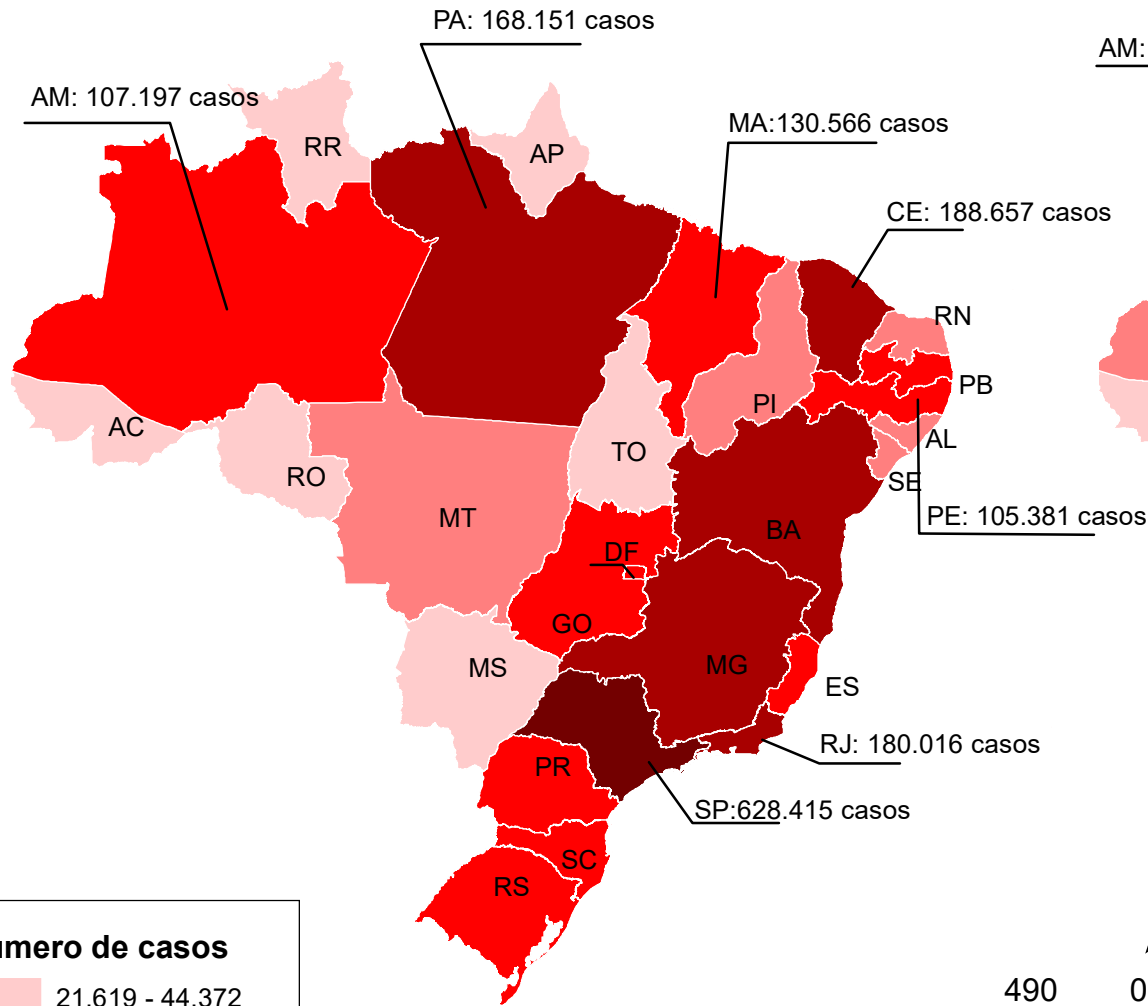 PA: 168.151 casos
AM:
AM: 107.197 casos
MA:130.566 casos
RR
AP
CE: 188.657 casos
RN
PB
PI
AC
AL
TO
RO
SE
MT
PE: 105.381 casos
BA
DF
GO
MG
MS
ES
RJ: 180.016 casos
PR
SP:628.415 casos
SC
RS
mero de casos
21.619 - 44.372
490
0